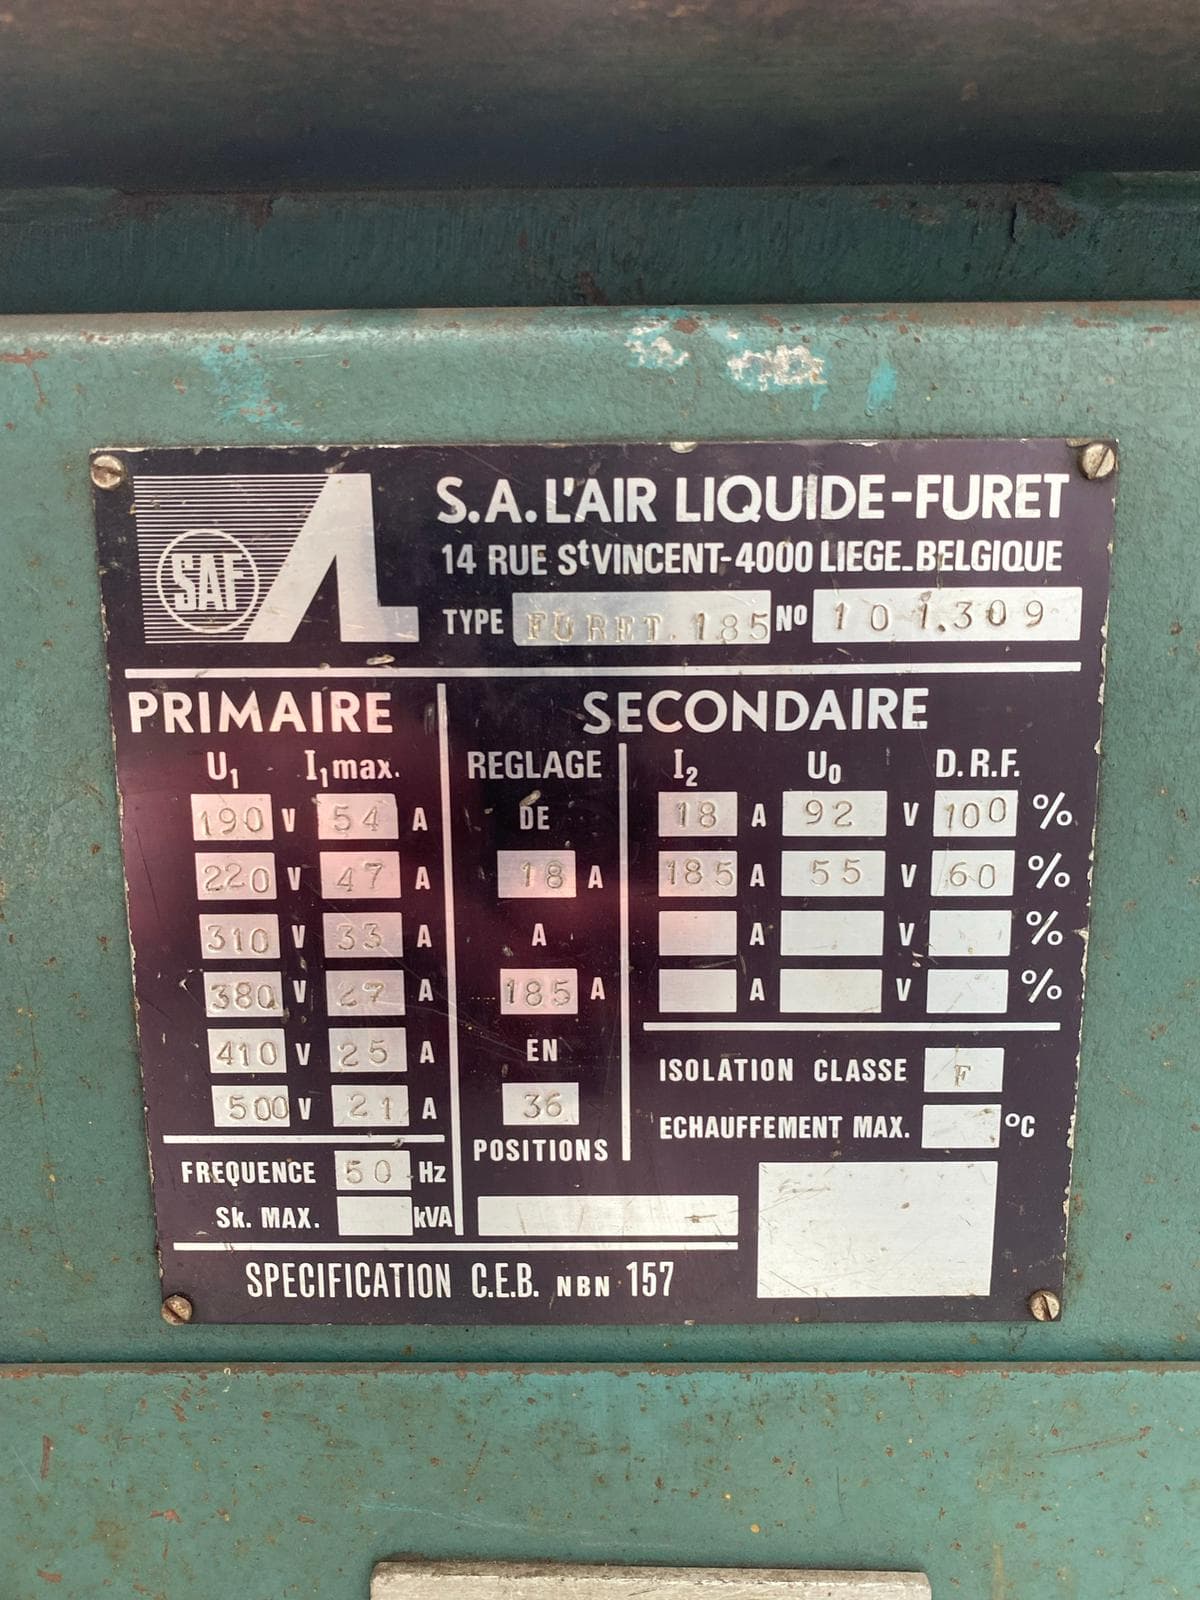 SAF AL
S.A. L'AIR LIQUIDE-FURET
14 RUE St VINCENT-4000 LIEGE_BELGIQUE
TYPE FURET.185 No 101.309
PRIMAIRE
U1 I1 max.
190 V 54 A
220 V 47 A
310 V 33 A
380 V 27 A
410 V 25 A
500 V 21 A
FREQUENCE 50 Hz
Sk. MAX. kVA
SECONDAIRE
REGLAGE
DE
18 A
A
185 A
EN
36
POSITIONS
I2 U0 D.R.F.
18 A 92 V 100 %
185 A 55 V 60 %
A V %
A V %
ISOLATION CLASSE F
ECHAUFFEMENT MAX. °C
SPECIFICATION C.E.B. NBN 157